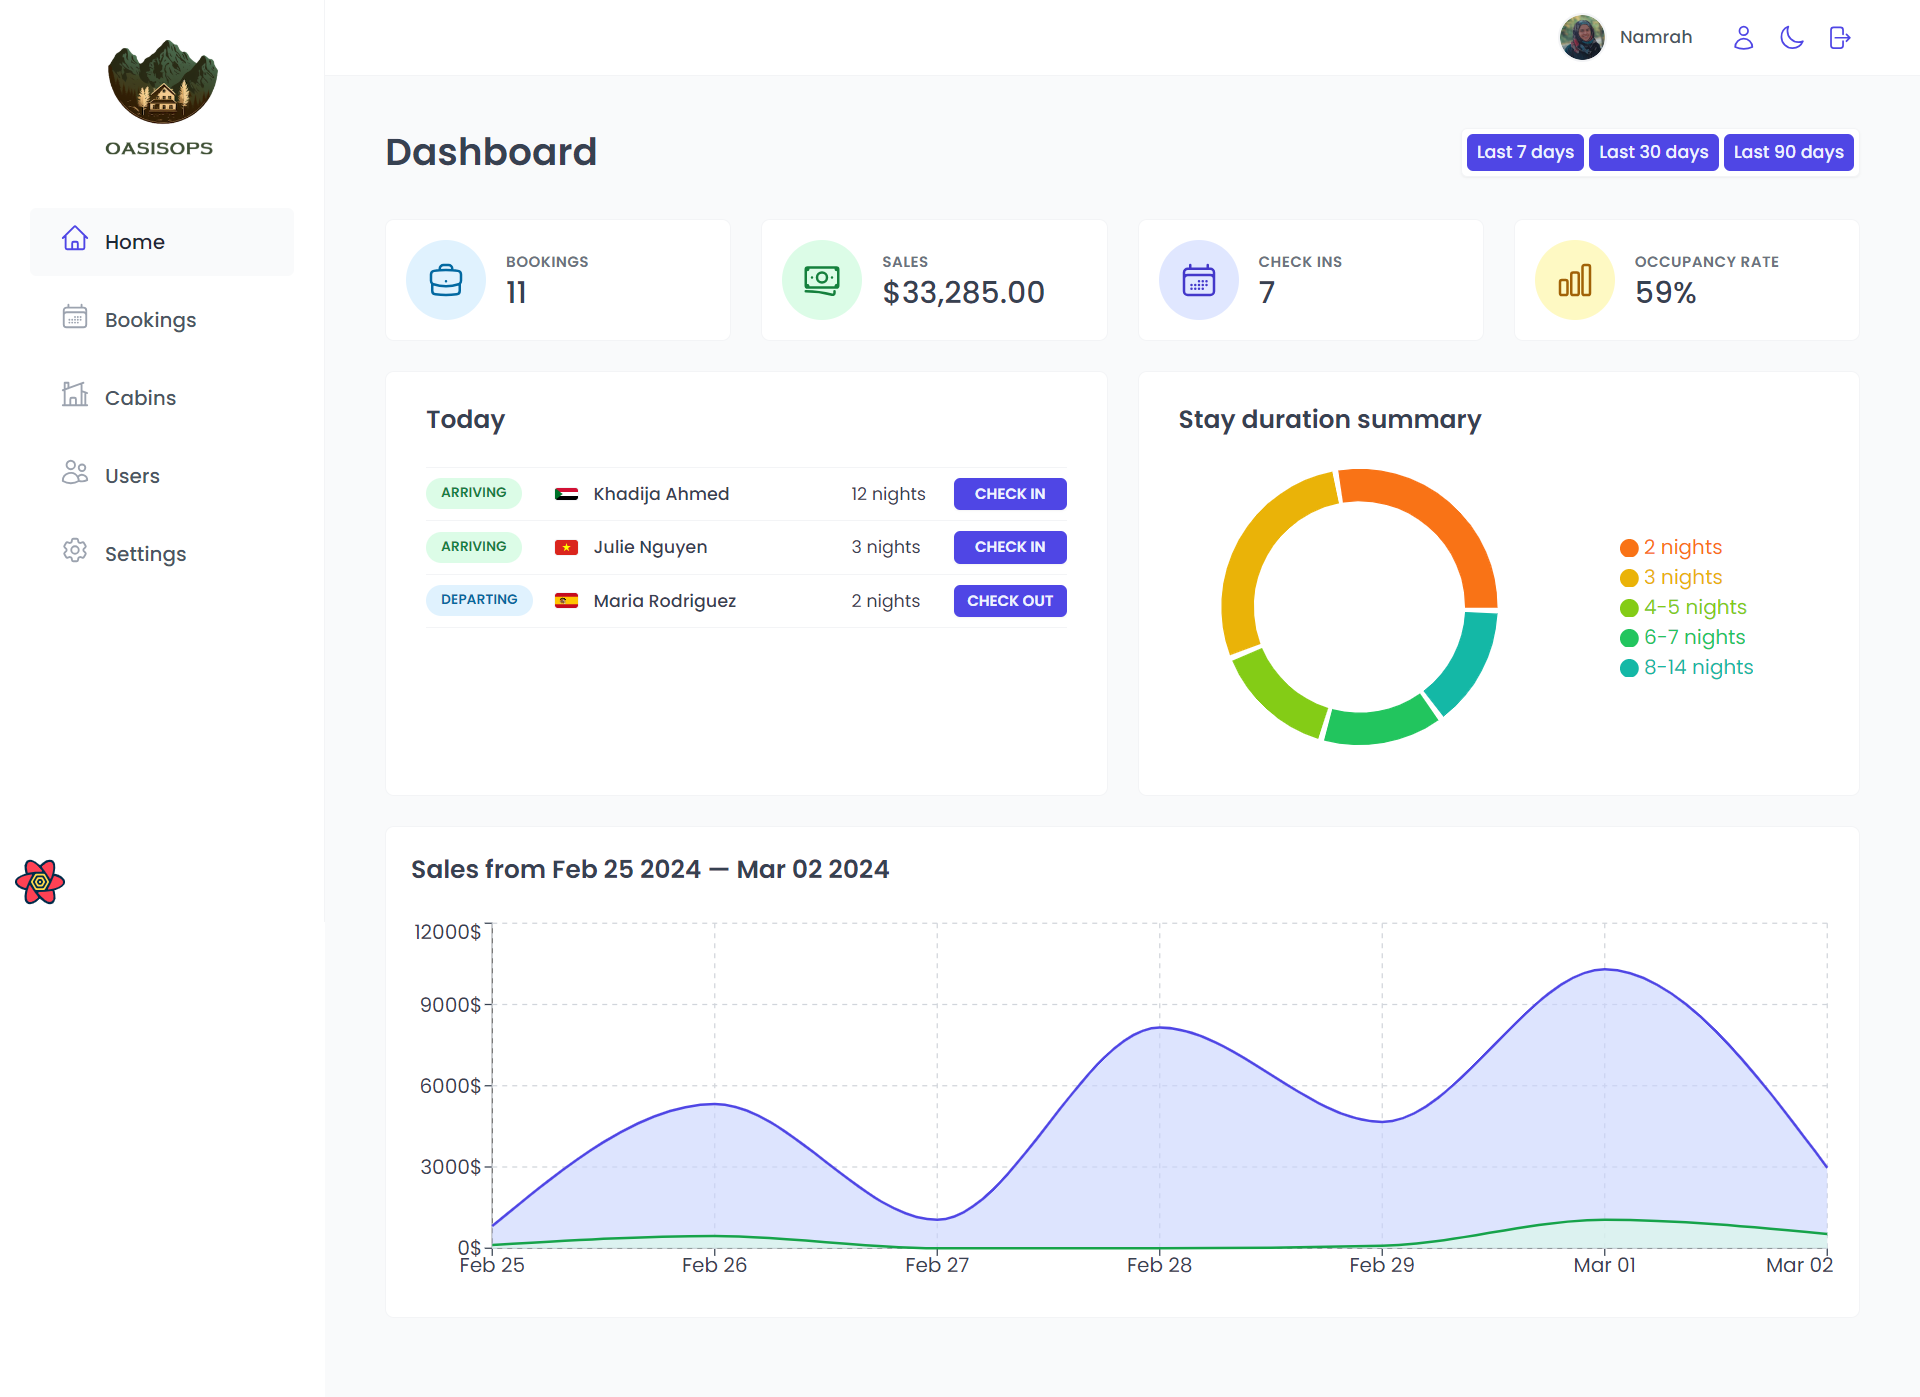 OASISOPS
Home
Bookings
Cabins
Users
Settings
Namrah
Dashboard
Last 7 days Last 30 days Last 90 days
BOOKINGS
11
SALES
$33,285.00
CHECK INS
7
OCCUPANCY RATE
59%
Today
ARRIVING Khadija Ahmed 12 nights CHECK IN
ARRIVING Julie Nguyen 3 nights CHECK IN
DEPARTING Maria Rodriguez 2 nights CHECK OUT
Stay duration summary
2 nights
3 nights
4-5 nights
6-7 nights
8-14 nights
Sales from Feb 25 2024 — Mar 02 2024
12000$
9000$
6000$
3000$
0$
Feb 25 Feb 26 Feb 27 Feb 28 Feb 29 Mar 01 Mar 02